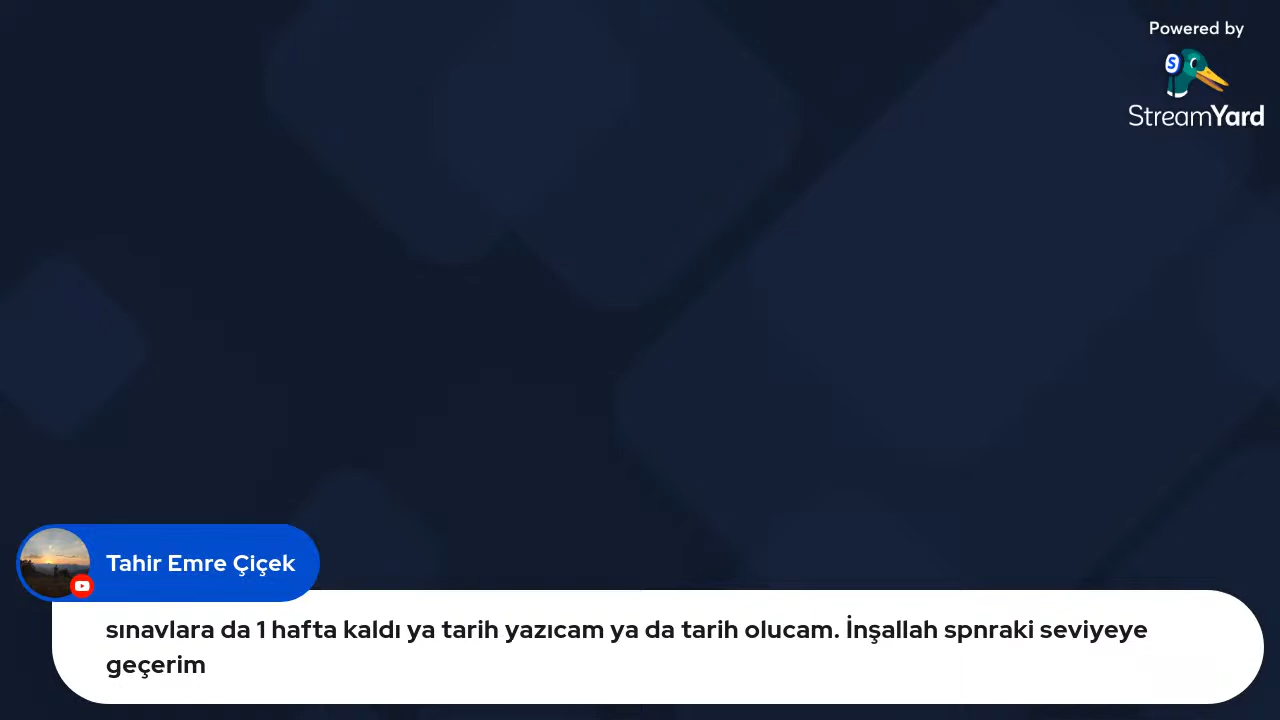 Powered by
S
StreamYard
Tahir Emre Çiçek
sınavlara da 1 hafta kaldı ya tarih yazıcam ya da tarih olucam. İnşallah spnraki seviyeye
geçerim